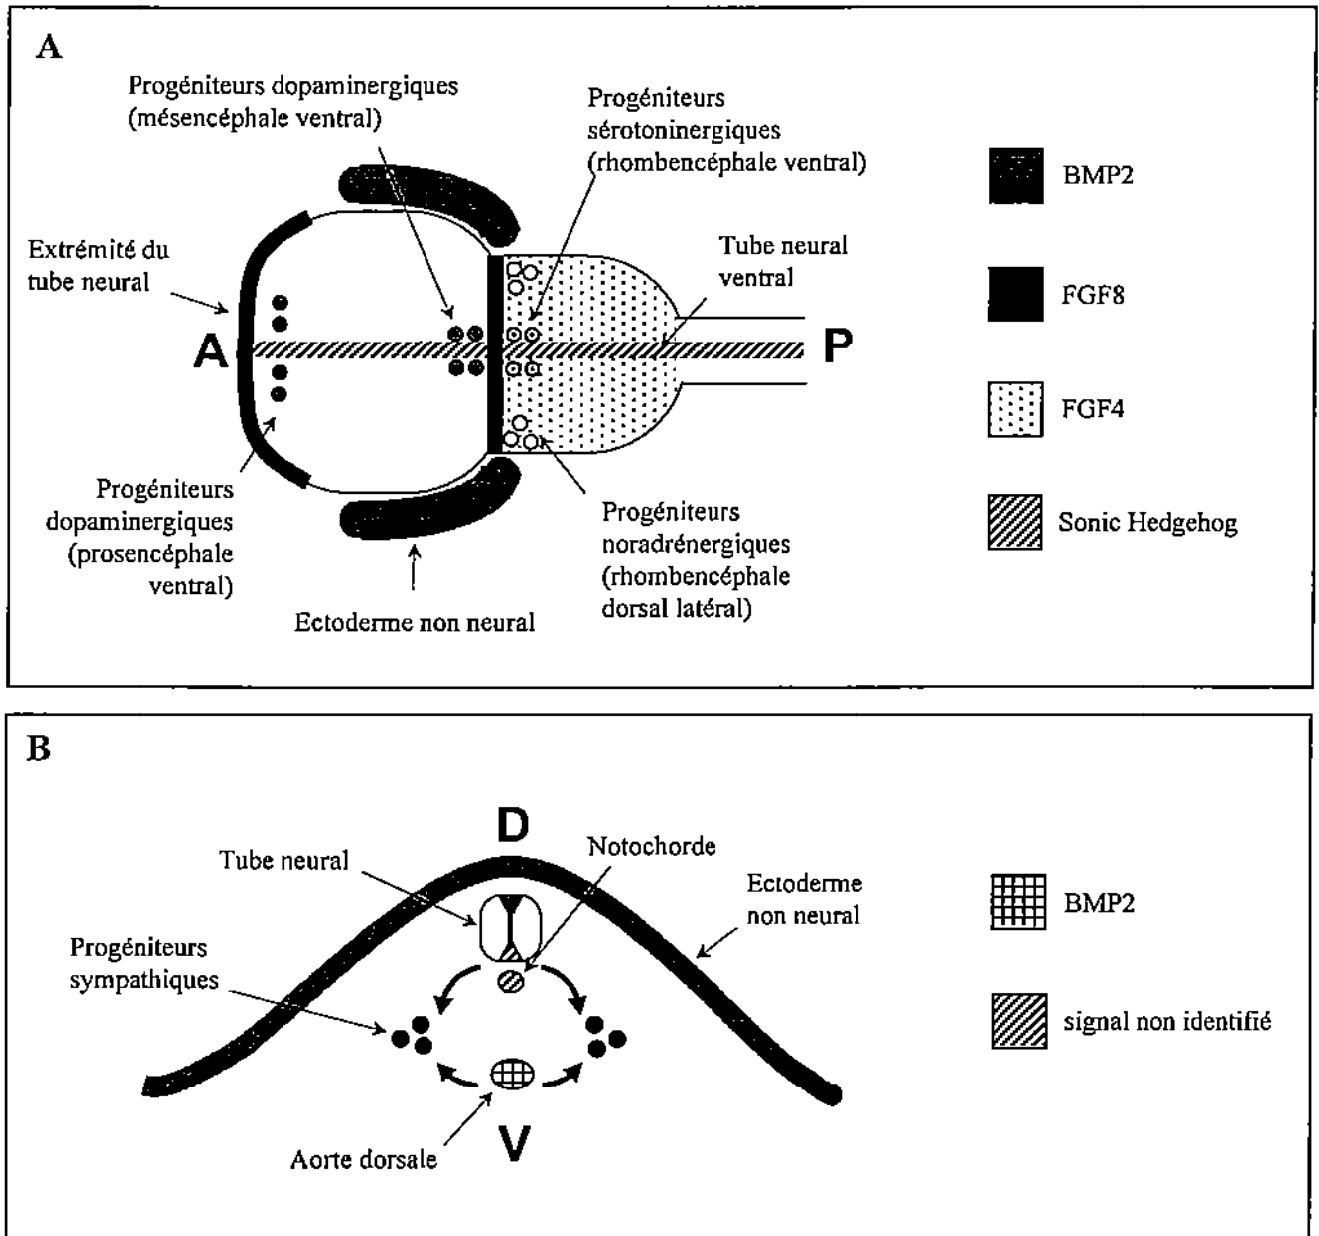 A
Progéniteurs dopaminergiques
(mésencéphale ventral)
Progéniteurs
sérotoninergiques
(rhombencéphale ventral)
BMP2
Extrémité du
tube neural
Tube neural
ventral
FGF8
A
P
FGF4
Progéniteurs
dopaminergiques
(prosencéphale
ventral)
Progéniteurs
noradrénergiques
(rhombencéphale
dorsal latéral)
Sonic Hedgehog
Ectoderme non neural
B
D
Tube neural
Notochorde
Ectoderme
non neural
BMP2
Progéniteurs
sympathiques
signal non identifié
Aorte dorsale
V